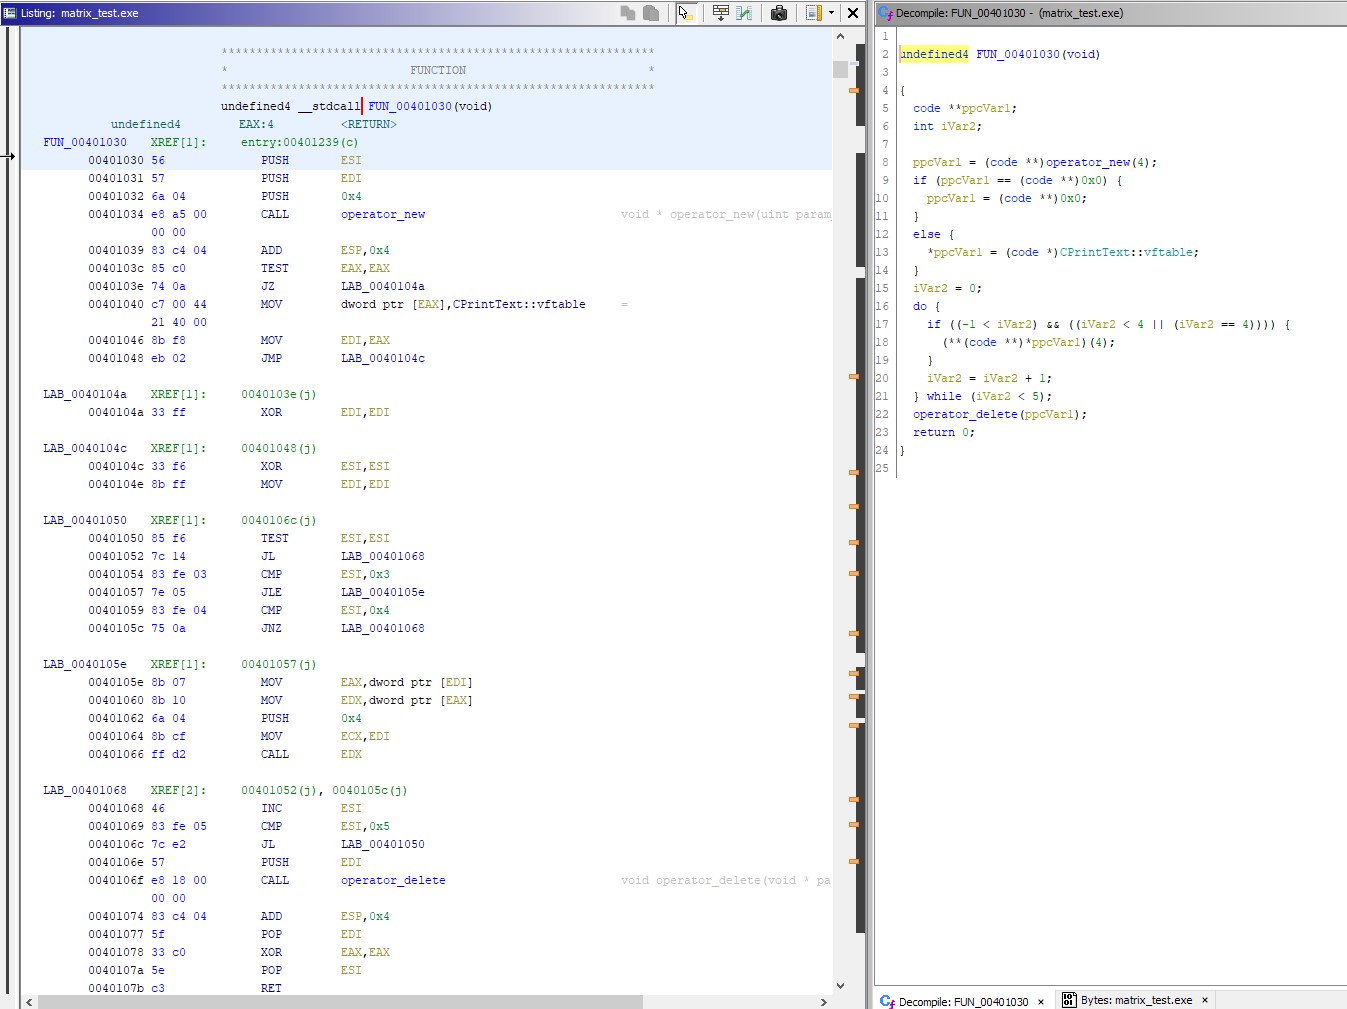 Listing: matrix_test.exe
**************************************************************
* FUNCTION *
**************************************************************
undefined4 __stdcall FUN_00401030(void)
undefined4 EAX:4 <RETURN>
FUN_00401030 XREF[1]: entry:00401239(c)
00401030 56 PUSH ESI
00401031 57 PUSH EDI
00401032 6a 04 PUSH 0x4
00401034 e8 a5 00 CALL operator_new void * operator_new(uint param_
00 00
00401039 83 c4 04 ADD ESP,0x4
0040103c 85 c0 TEST EAX,EAX
0040103e 74 0a JZ LAB_0040104a
00401040 c7 00 44 MOV dword ptr [EAX],CPrintText::vftable =
21 40 00
00401046 8b f8 MOV EDI,EAX
00401048 eb 02 JMP LAB_0040104c
LAB_0040104a XREF[1]: 0040103e(j)
0040104a 33 ff XOR EDI,EDI
LAB_0040104c XREF[1]: 00401048(j)
0040104c 33 f6 XOR ESI,ESI
0040104e 8b ff MOV EDI,EDI
LAB_00401050 XREF[1]: 0040106c(j)
00401050 85 f6 TEST ESI,ESI
00401052 7c 14 JL LAB_00401068
00401054 83 fe 03 CMP ESI,0x3
00401057 7e 05 JLE LAB_0040105e
00401059 83 fe 04 CMP ESI,0x4
0040105c 75 0a JNZ LAB_00401068
LAB_0040105e XREF[1]: 00401057(j)
0040105e 8b 07 MOV EAX,dword ptr [EDI]
00401060 8b 10 MOV EDX,dword ptr [EAX]
00401062 6a 04 PUSH 0x4
00401064 8b cf MOV ECX,EDI
00401066 ff d2 CALL EDX
LAB_00401068 XREF[2]: 00401052(j), 0040105c(j)
00401068 46 INC ESI
00401069 83 fe 05 CMP ESI,0x5
0040106c 7c e2 JL LAB_00401050
0040106e 57 PUSH EDI
0040106f e8 18 00 CALL operator_delete void operator_delete(void * pa
00 00
00401074 83 c4 04 ADD ESP,0x4
00401077 5f POP EDI
00401078 33 c0 XOR EAX,EAX
0040107a 5e POP ESI
0040107b c3 RET
Decompile: FUN_00401030 - (matrix_test.exe)
1
2 undefined4 FUN_00401030(void)
3
4 {
5 code **ppcVar1;
6 int iVar2;
7
8 ppcVar1 = (code **)operator_new(4);
9 if (ppcVar1 == (code **)0x0) {
10 ppcVar1 = (code **)0x0;
11 }
12 else {
13 *ppcVar1 = (code *)CPrintText::vftable;
14 }
15 iVar2 = 0;
16 do {
17 if ((-1 < iVar2) && ((iVar2 < 4 || (iVar2 == 4)))) {
18 (**(code **)*ppcVar1)(4);
19 }
20 iVar2 = iVar2 + 1;
21 } while (iVar2 < 5);
22 operator_delete(ppcVar1);
23 return 0;
24 }
25
Decompile: FUN_00401030 ×
Bytes: matrix_test.exe ×